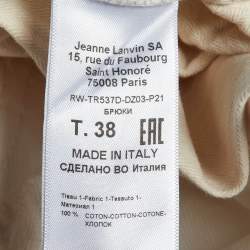 Jeanne Lanvin SA
15, rue du Faubourg
Saint Honoré
75008 Paris
RW-TR537D-DZ03-P21
БРЮКИ
T. 38 EAC
MADE IN ITALY
СДЕЛАНО ВО Италия
Tissu 1-Fabric 1-Tessuto 1-
Материал 1
100 % COTON-COTTON-COTONE-
ХЛОПОК